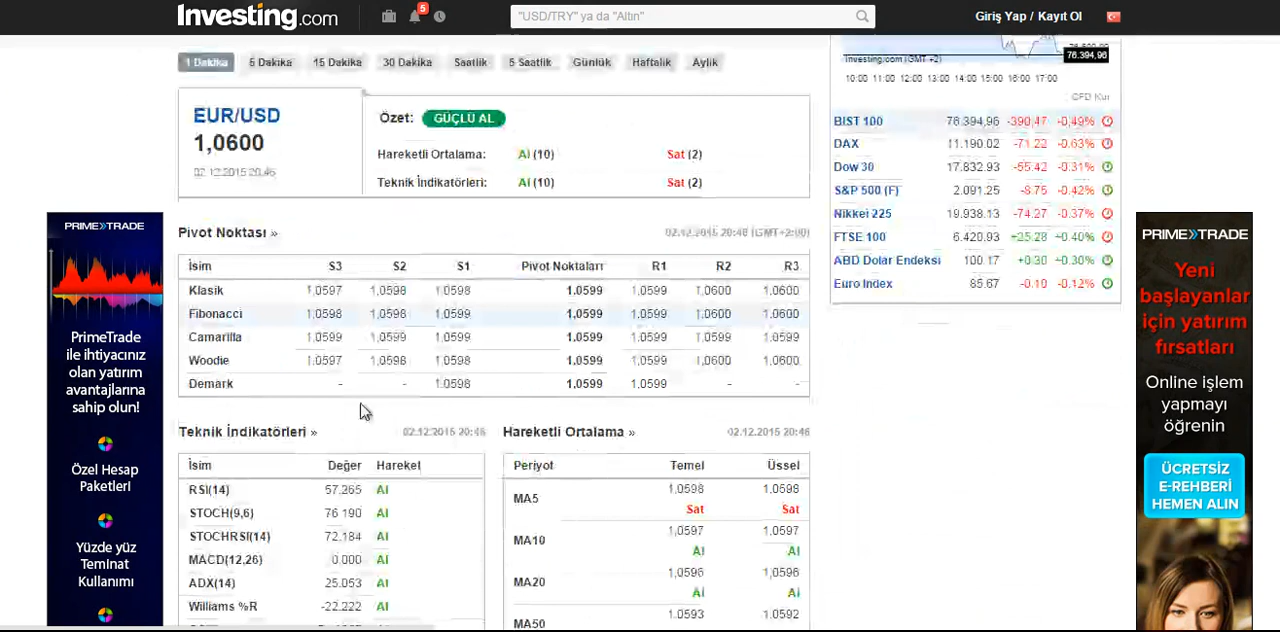 Investing.com
5
"USD/TRY" ya da "Altın"
Giriş Yap / Kayıt Ol
1 Dakika 5 Dakika 15 Dakika 30 Dakika Saatlik 5 Saatlik Günlük Haftalık Aylık
EUR/USD
1,0600
Özet: GÜÇLÜ AL
Hareketli Ortalama: Al (10) Sat (2)
Teknik İndikatörleri: Al (10) Sat (2)
Pivot Noktası »
İsim S3 S2 S1 Pivot Noktaları R1 R2 R3
Klasik 1,0597 1,0598 1,0598 1,0599 1,0599 1,0600 1,0600
Fibonacci 1,0598 1,0598 1,0599 1,0599 1,0599 1,0600 1,0600
Camarilla 1,0599 1,0599 1,0599 1,0599 1,0599 1,0599 1,0599
Woodie 1,0597 1,0598 1,0598 1,0599 1,0599 1,0600 1,0600
Demark - - 1,0598 1,0599 1,0599 - -
Teknik İndikatörleri » 02.12.2015 20:46
İsim Değer Hareket
RSI(14) 57.265 Al
STOCH(9,6) 76.190 Al
STOCHRSI(14) 72.184 Al
MACD(12,26) 0.000 Al
ADX(14) 25.053 Al
Williams %R -22.222 Al
Hareketli Ortalama » 02.12.2015 20:46
Periyot Temel Üssel
MA5 1,0598 1,0598
Sat Sat
MA10 1,0597 1,0597
Al Al
MA20 1,0596 1,0596
Al Al
MA50 1,0593 1,0592
Investing.com (GMT +2)
76.394,96
10:00 11:00 12:00 13:00 14:00 15:00 16:00 17:00
CFD Kur
BIST 100 76.394,96 -390,47 -0,49%
DAX 11.190.02 -71.22 -0.63%
Dow 30 17.832.93 -55.42 -0.31%
S&P 500 (F) 2.091.25 -8.75 -0.42%
Nikkei 225 19.938.13 -74.27 -0.37%
FTSE 100 6.420.93 +25.28 +0.40%
ABD Dolar Endeksi 100.17 +0.30 +0.30%
Euro Index 85.67 -0.10 -0.12%
PRIME»TRADE
PrimeTrade
ile ihtiyacınız
olan yatırım
avantajlarına
sahip olun!
Özel Hesap
Paketleri
Yüzde yüz
Teminat
Kullanımı
PRIME»TRADE
Yeni
başlayanlar
için yatırım
fırsatları
Online işlem
yapmayı
öğrenin
ÜCRETSİZ
E-REHBERİ
HEMEN ALIN